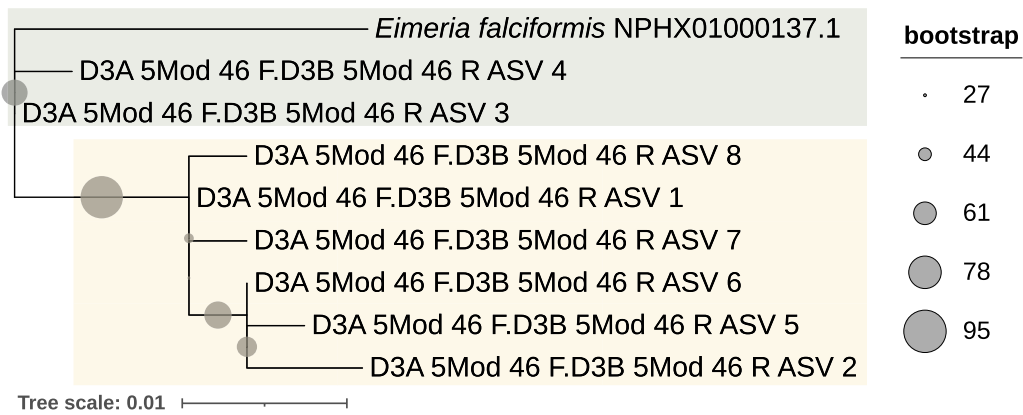 Eimeria falciformis NPHX01000137.1
D3A 5Mod 46 F.D3B 5Mod 46 R ASV 4
D3A 5Mod 46 F.D3B 5Mod 46 R ASV 3
D3A 5Mod 46 F.D3B 5Mod 46 R ASV 8
D3A 5Mod 46 F.D3B 5Mod 46 R ASV 1
D3A 5Mod 46 F.D3B 5Mod 46 R ASV 7
D3A 5Mod 46 F.D3B 5Mod 46 R ASV 6
D3A 5Mod 46 F.D3B 5Mod 46 R ASV 5
D3A 5Mod 46 F.D3B 5Mod 46 R ASV 2
Tree scale: 0.01
bootstrap
27
44
61
78
95